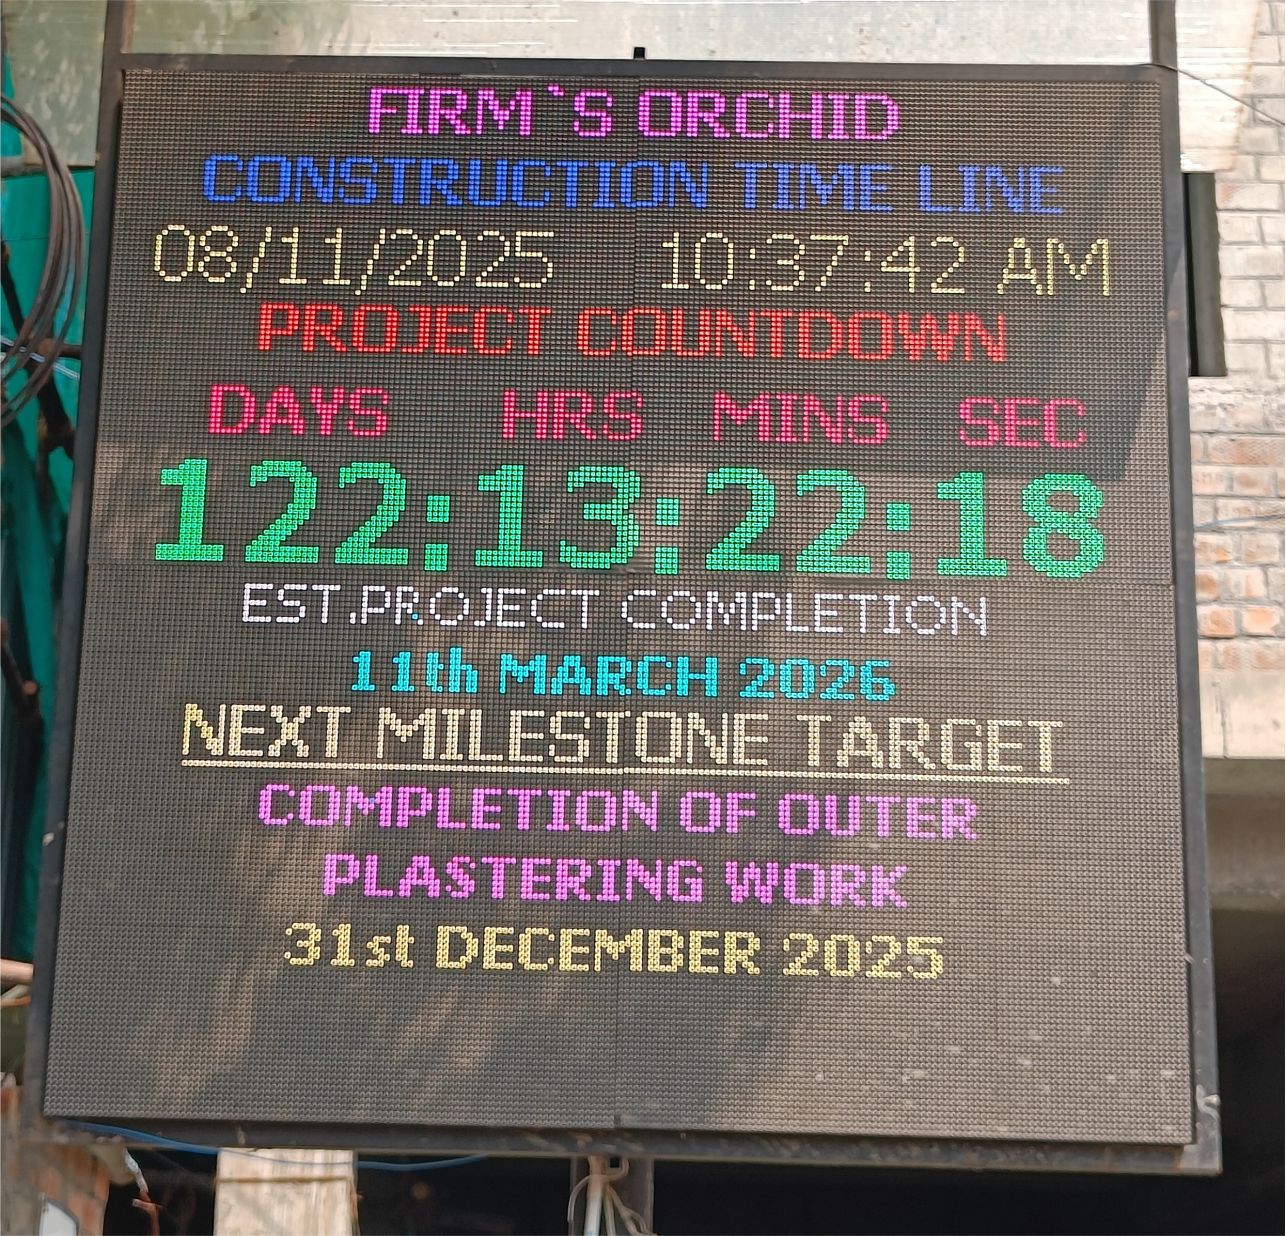 FIRM`S ORCHID
CONSTRUCTION TIME LINE
08/11/2025 10:37:42 AM
PROJECT COUNTDOWN
DAYS HRS MINS SEC
122:13:22:18
EST.PROJECT COMPLETION
11th MARCH 2026
NEXT MILESTONE TARGET
COMPLETION OF OUTER
PLASTERING WORK
31st DECEMBER 2025